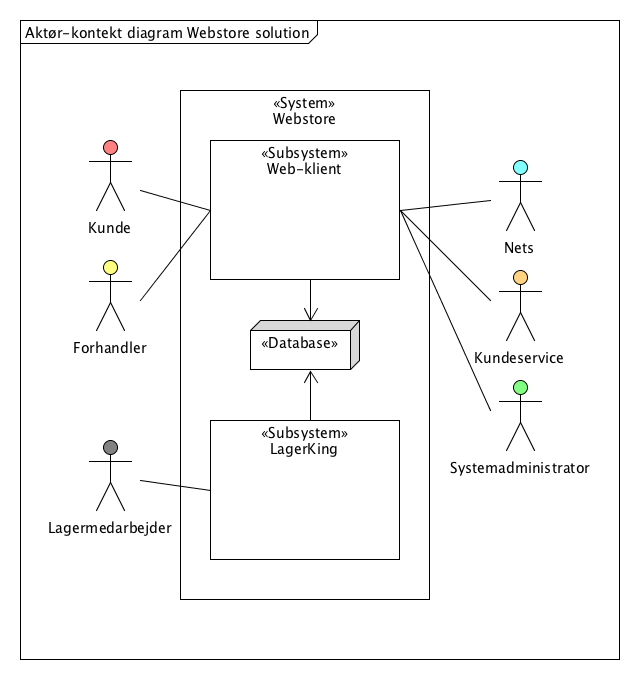 Aktør-kontekt diagram Webstore solution
«System»
Webstore
«Subsystem»
Web-klient
Kunde
Nets
Forhandler
«Database»
Kundeservice
«Subsystem»
LagerKing
Systemadministrator
Lagermedarbejder